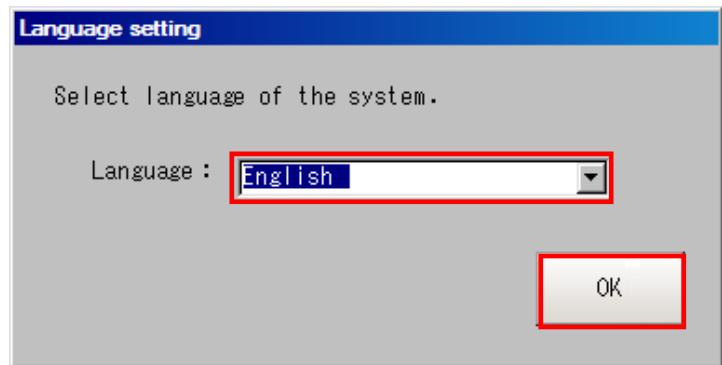 Language setting
Select language of the system.
Language : English
OK